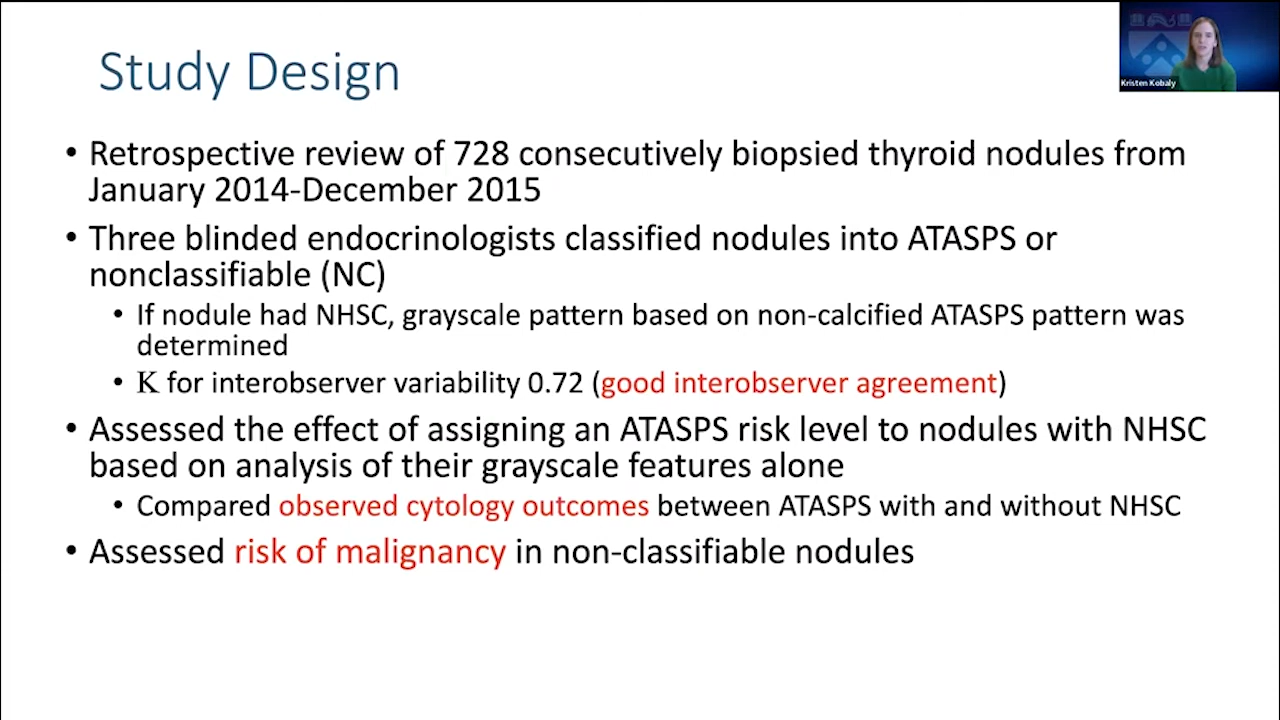 Study Design
Kristen Kobaly
• Retrospective review of 728 consecutively biopsied thyroid nodules from
January 2014-December 2015
• Three blinded endocrinologists classified nodules into ATASPS or
nonclassifiable (NC)
• If nodule had NHSC, grayscale pattern based on non-calcified ATASPS pattern was
determined
• K for interobserver variability 0.72 (good interobserver agreement)
• Assessed the effect of assigning an ATASPS risk level to nodules with NHSC
based on analysis of their grayscale features alone
• Compared observed cytology outcomes between ATASPS with and without NHSC
• Assessed risk of malignancy in non-classifiable nodules